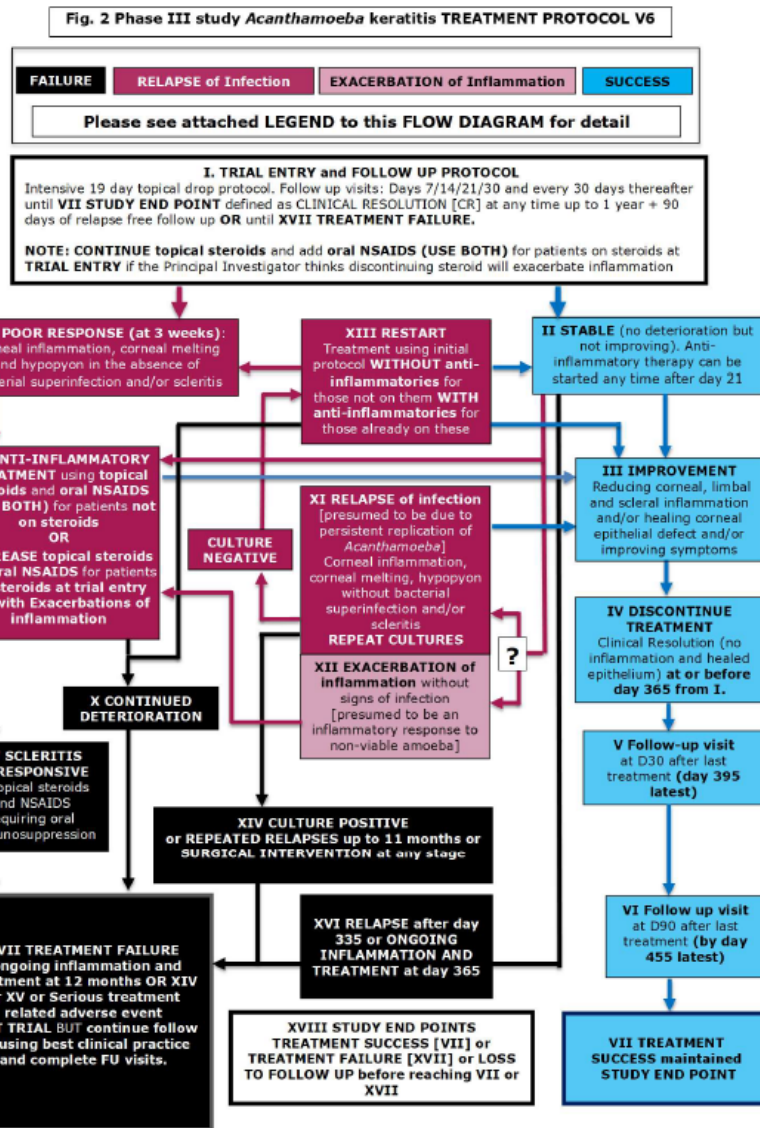 Fig. 2 Phase III study Acanthamoeba keratitis TREATMENT PROTOCOL V6
FAILURE
RELAPSE of Infection
EXACERBATION of Inflammation
SUCCESS
Please see attached LEGEND to this FLOW DIAGRAM for detail
I. TRIAL ENTRY and FOLLOW UP PROTOCOL
Intensive 19 day topical drop protocol. Follow up visits: Days 7/14/21/30 and every 30 days thereafter
until VII STUDY END POINT defined as CLINICAL RESOLUTION [CR] at any time up to 1 year + 90
days of relapse free follow up OR until XVII TREATMENT FAILURE.
NOTE: CONTINUE topical steroids and add oral NSAIDS (USE BOTH) for patients on steroids at
TRIAL ENTRY if the Principal Investigator thinks discontinuing steroid will exacerbate inflammation
POOR RESPONSE (at 3 weeks):
neal inflammation, corneal melting
nd hypopyon in the absence of
terial superinfection and/or scleritis
XIII RESTART
Treatment using initial
protocol WITHOUT anti-
inflammatories for
those not on them WITH
anti-inflammatories for
those already on these
II STABLE (no deterioration but
not improving). Anti-
inflammatory therapy can be
started any time after day 21
NTI-INFLAMMATORY
ATMENT using topical
oids and oral NSAIDS
BOTH) for patients not
on steroids
OR
REASE topical steroids
ral NSAIDS for patients
steroids at trial entry
with Exacerbations of
inflammation
CULTURE
NEGATIVE
XI RELAPSE of infection
[presumed to be due to
persistent replication of
Acanthamoeba]
Corneal inflammation,
corneal melting, hypopyon
without bacterial
superinfection and/or
scleritis
REPEAT CULTURES
III IMPROVEMENT
Reducing corneal, limbal
and scleral inflammation
and/or healing corneal
epithelial defect and/or
improving symptoms
?
XII EXACERBATION of
inflammation without
signs of infection
[presumed to be an
inflammatory response to
non-viable amoeba]
IV DISCONTINUE
TREATMENT
Clinical Resolution (no
inflammation and healed
epithelium) at or before
day 365 from I.
X CONTINUED
DETERIORATION
V Follow-up visit
at D30 after last
treatment (day 395
latest)
SCLERITIS
RESPONSIVE
opical steroids
nd NSAIDS
equiring oral
unosuppression
XIV CULTURE POSITIVE
or REPEATED RELAPSES up to 11 months or
SURGICAL INTERVENTION at any stage
XVI RELAPSE after day
335 or ONGOING
INFLAMMATION AND
TREATMENT at day 365
VI Follow up visit
at D90 after last
treatment (by day
455 latest)
VII TREATMENT FAILURE
ngoing inflammation and
tment at 12 months OR XIV
r XV or Serious treatment
related adverse event
T TRIAL BUT continue follow
using best clinical practice
and complete FU visits.
XVIII STUDY END POINTS
TREATMENT SUCCESS [VII] or
TREATMENT FAILURE [XVII] or LOSS
TO FOLLOW UP before reaching VII or
XVII
VII TREATMENT
SUCCESS maintained
STUDY END POINT